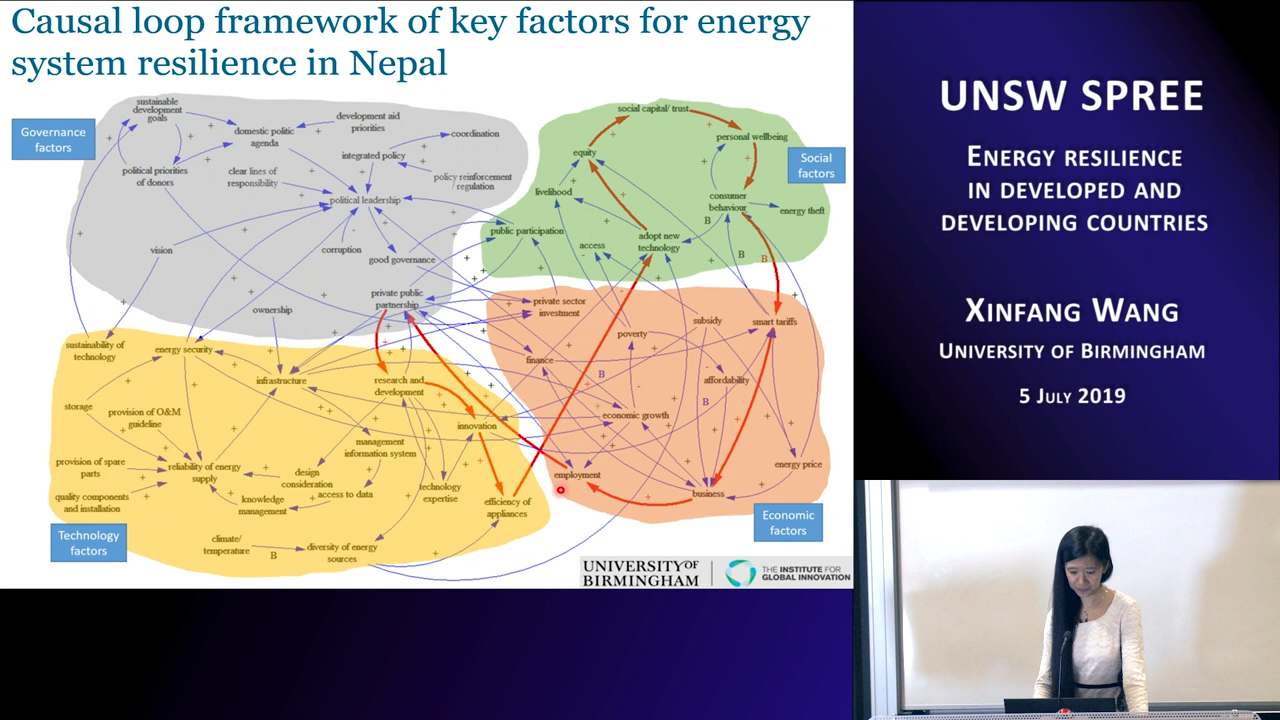 Causal loop framework of key factors for energy
system resilience in Nepal
Governance
factors
sustainable
development
goals
domestic politic
agenda
development aid
priorities
coordination
integrated policy
political priorities
of donors
clear lines of
responsibility
policy reinforcement
/ regulation
political leadership
vision
corruption
good governance
private public
partnership
ownership
social capital/ trust
personal wellbeing
equity
Social
factors
livelihood
consumer
behaviour
energy theft
public participation
access
adopt new
technology
B
B
B
sustainability of
technology
energy security
infrastructure
research and
development
storage
provision of O&M
guideline
innovation
management
information system
provision of spare
parts
reliability of energy
supply
design
consideration
access to data
technology
expertise
quality components
and installation
knowledge
management
efficiency of
appliances
climate/
temperature
B
diversity of energy
sources
Technology
factors
private sector
investment
subsidy
smart tariffs
poverty
finance
B
affordability
B
economic growth
energy price
employment
business
Economic
factors
UNIVERSITY OF
BIRMINGHAM
THE INSTITUTE FOR
GLOBAL INNOVATION
UNSW SPREE
ENERGY RESILIENCE
IN DEVELOPED AND
DEVELOPING COUNTRIES
XINFANG WANG
UNIVERSITY OF BIRMINGHAM
5 JULY 2019